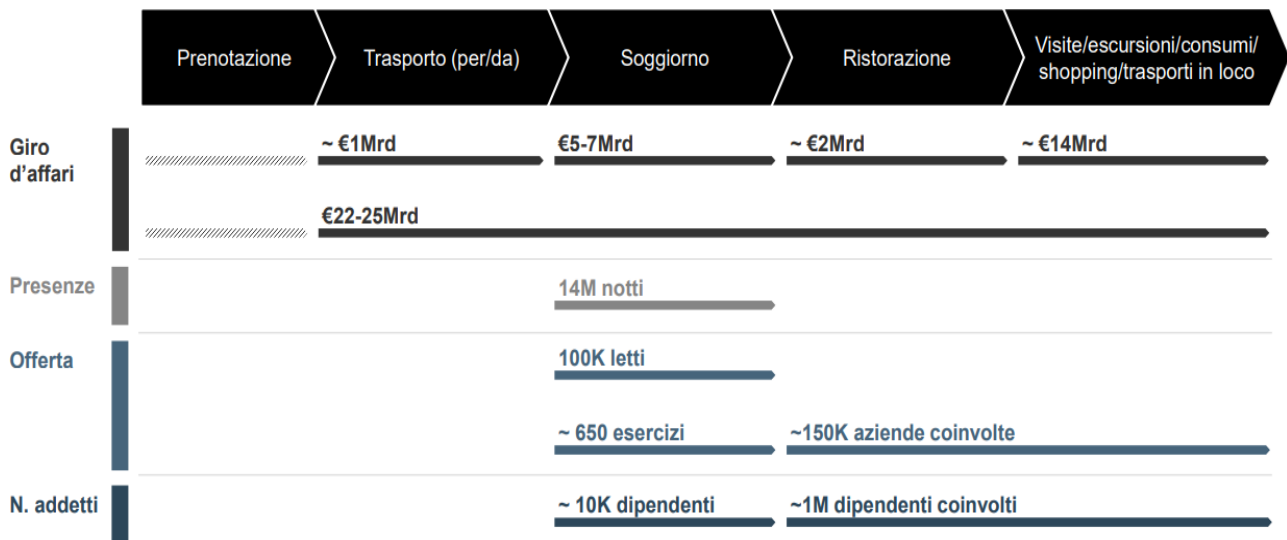 Prenotazione
Trasporto (per/da)
Soggiorno
Ristorazione
Visite/escursioni/consumi/
shopping/trasporti in loco
Giro
d'affari
~ €1Mrd
€5-7Mrd
~ €2Mrd
~ €14Mrd
€22-25Mrd
Presenze
14M notti
Offerta
100K letti
~ 650 esercizi
~150K aziende coinvolte
N. addetti
~ 10K dipendenti
~1M dipendenti coinvolti